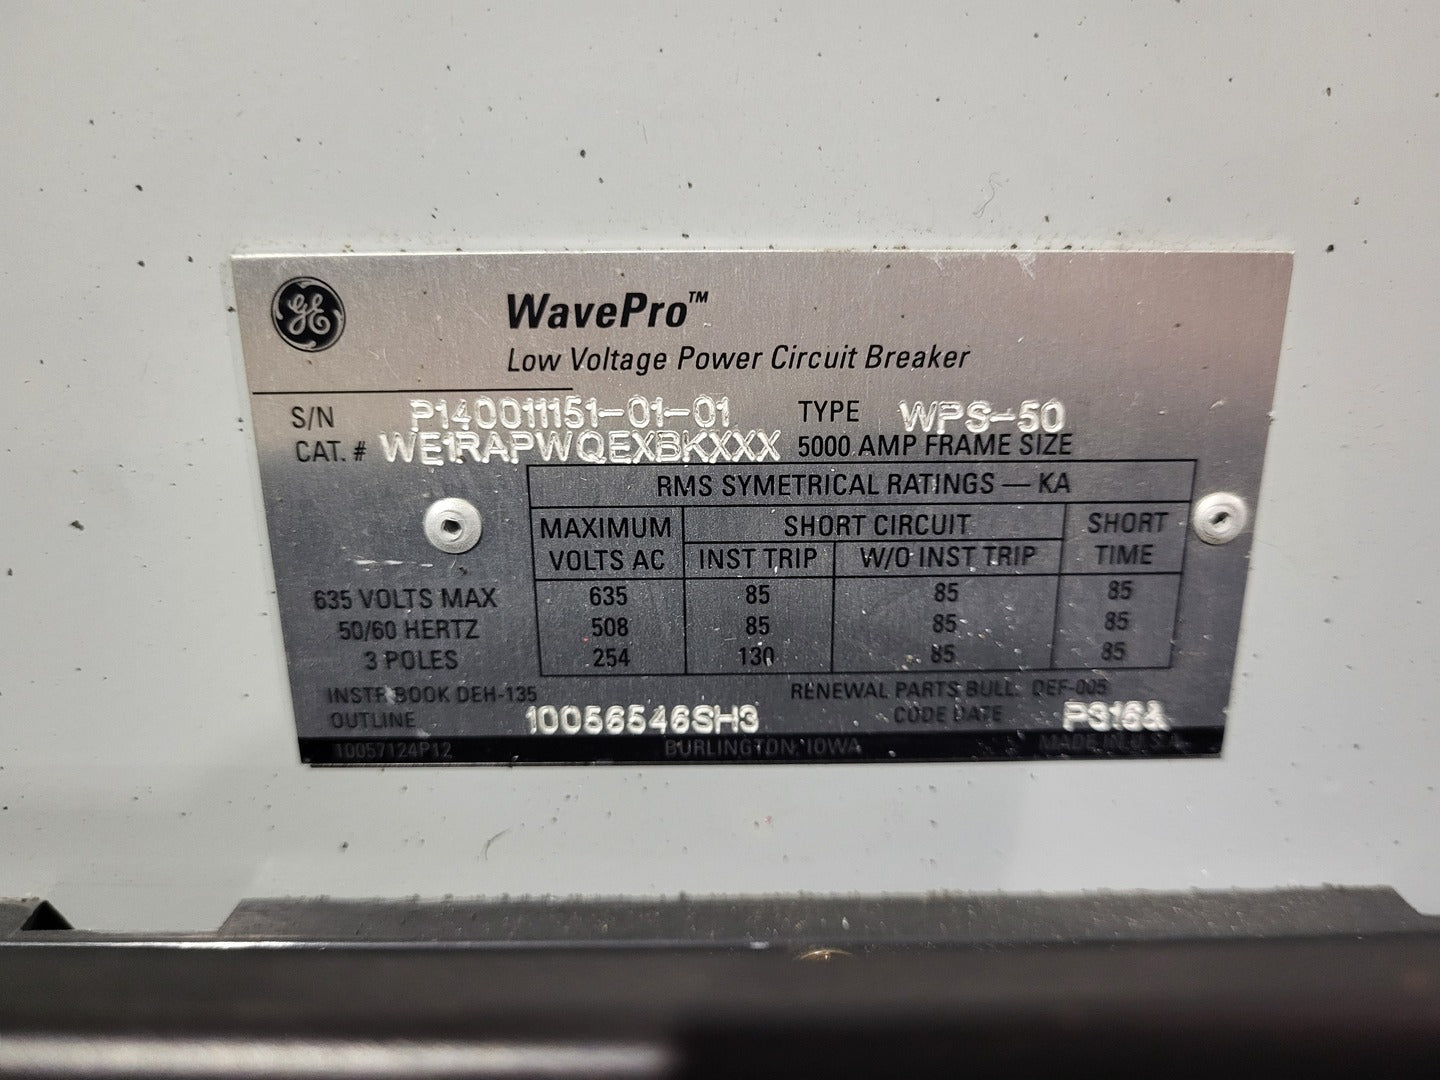 GE
WavePro™
Low Voltage Power Circuit Breaker
S/N P140011151-01-01 TYPE WPS-50
CAT. # WE1RAPWQEXBKXXX 5000 AMP FRAME SIZE
RMS SYMETRICAL RATINGS — KA
MAXIMUM VOLTS AC SHORT CIRCUIT SHORT TIME
INST TRIP W/O INST TRIP
635 VOLTS MAX 635 85 85 85
50/60 HERTZ 508 85 85 85
3 POLES 254 130 85 85
INSTR BOOK DEH-135 RENEWAL PARTS BULL. DEF-005
OUTLINE 10056546SH3 CODE DATE P316A
10057124P12 BURLINGTON, IOWA MADE IN U.S.A.